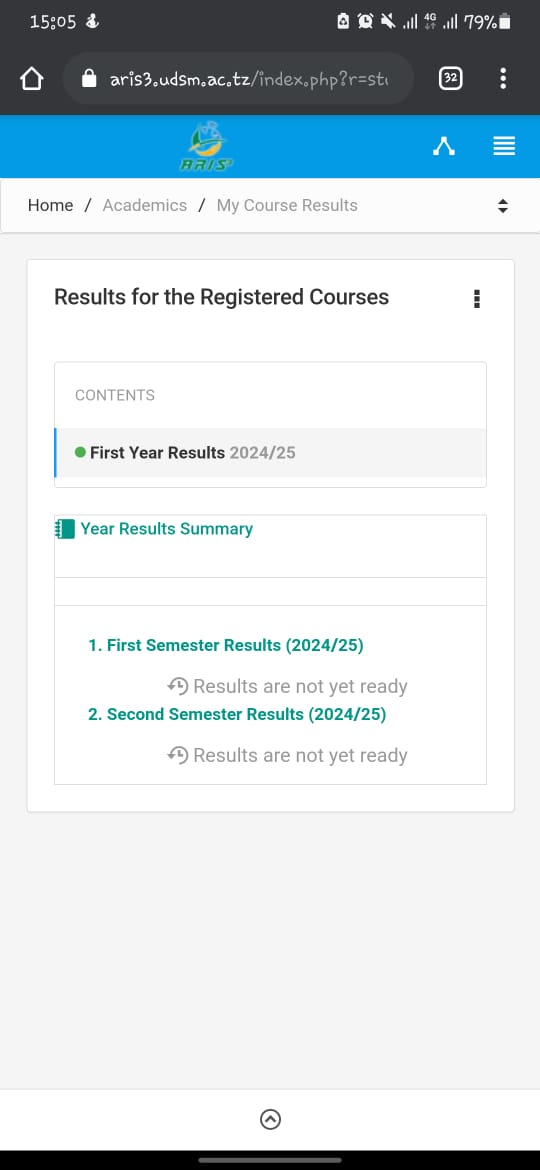 15:05
4G 79%
aris3.udsm.ac.tz/index.php?r=stu
32
ARIS
Home / Academics / My Course Results
Results for the Registered Courses
CONTENTS
First Year Results 2024/25
Year Results Summary
1. First Semester Results (2024/25)
Results are not yet ready
2. Second Semester Results (2024/25)
Results are not yet ready